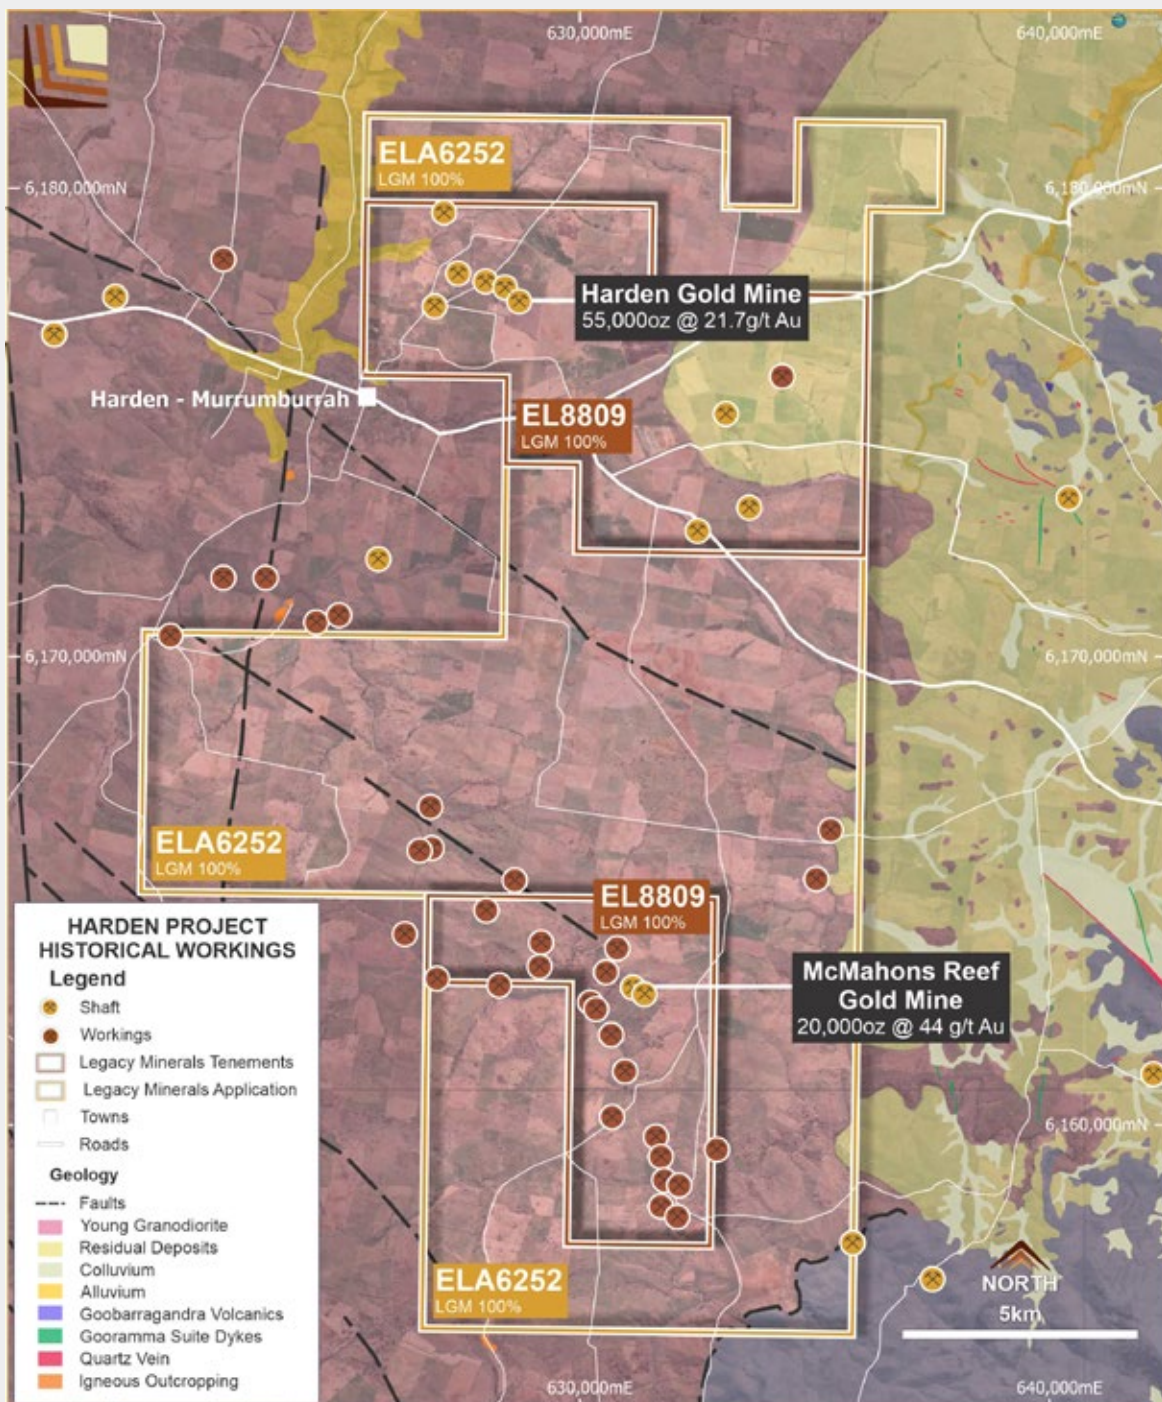 630,000mE
640,000mE
ELA6252
LGM 100%
6,180,000mN
6,180,000mN
Harden Gold Mine
55,000oz @ 21.7g/t Au
Harden - Murrumburrah
EL8809
LGM 100%
6,170,000mN
6,170,000mN
ELA6252
LGM 100%
EL8809
LGM 100%
McMahons Reef
Gold Mine
20,000oz @ 44 g/t Au
HARDEN PROJECT
HISTORICAL WORKINGS
Legend
Shaft
Workings
Legacy Minerals Tenements
Legacy Minerals Application
Towns
Roads
Geology
Faults
Young Granodiorite
Residual Deposits
Colluvium
Alluvium
Goobarragandra Volcanics
Gooramma Suite Dykes
Quartz Vein
Igneous Outcropping
6,160,000mN
ELA6252
LGM 100%
NORTH
5km
630,000mE
640,000mE